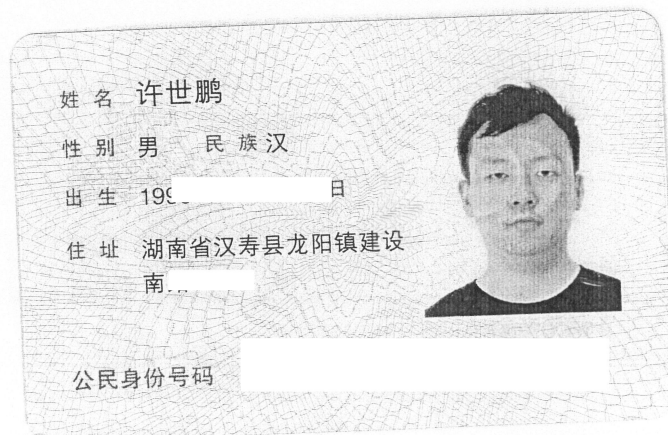 姓名 许世鹏
性别 男 民族 汉
出生 199 日
住址 湖南省汉寿县龙阳镇建设
南
公民身份号码